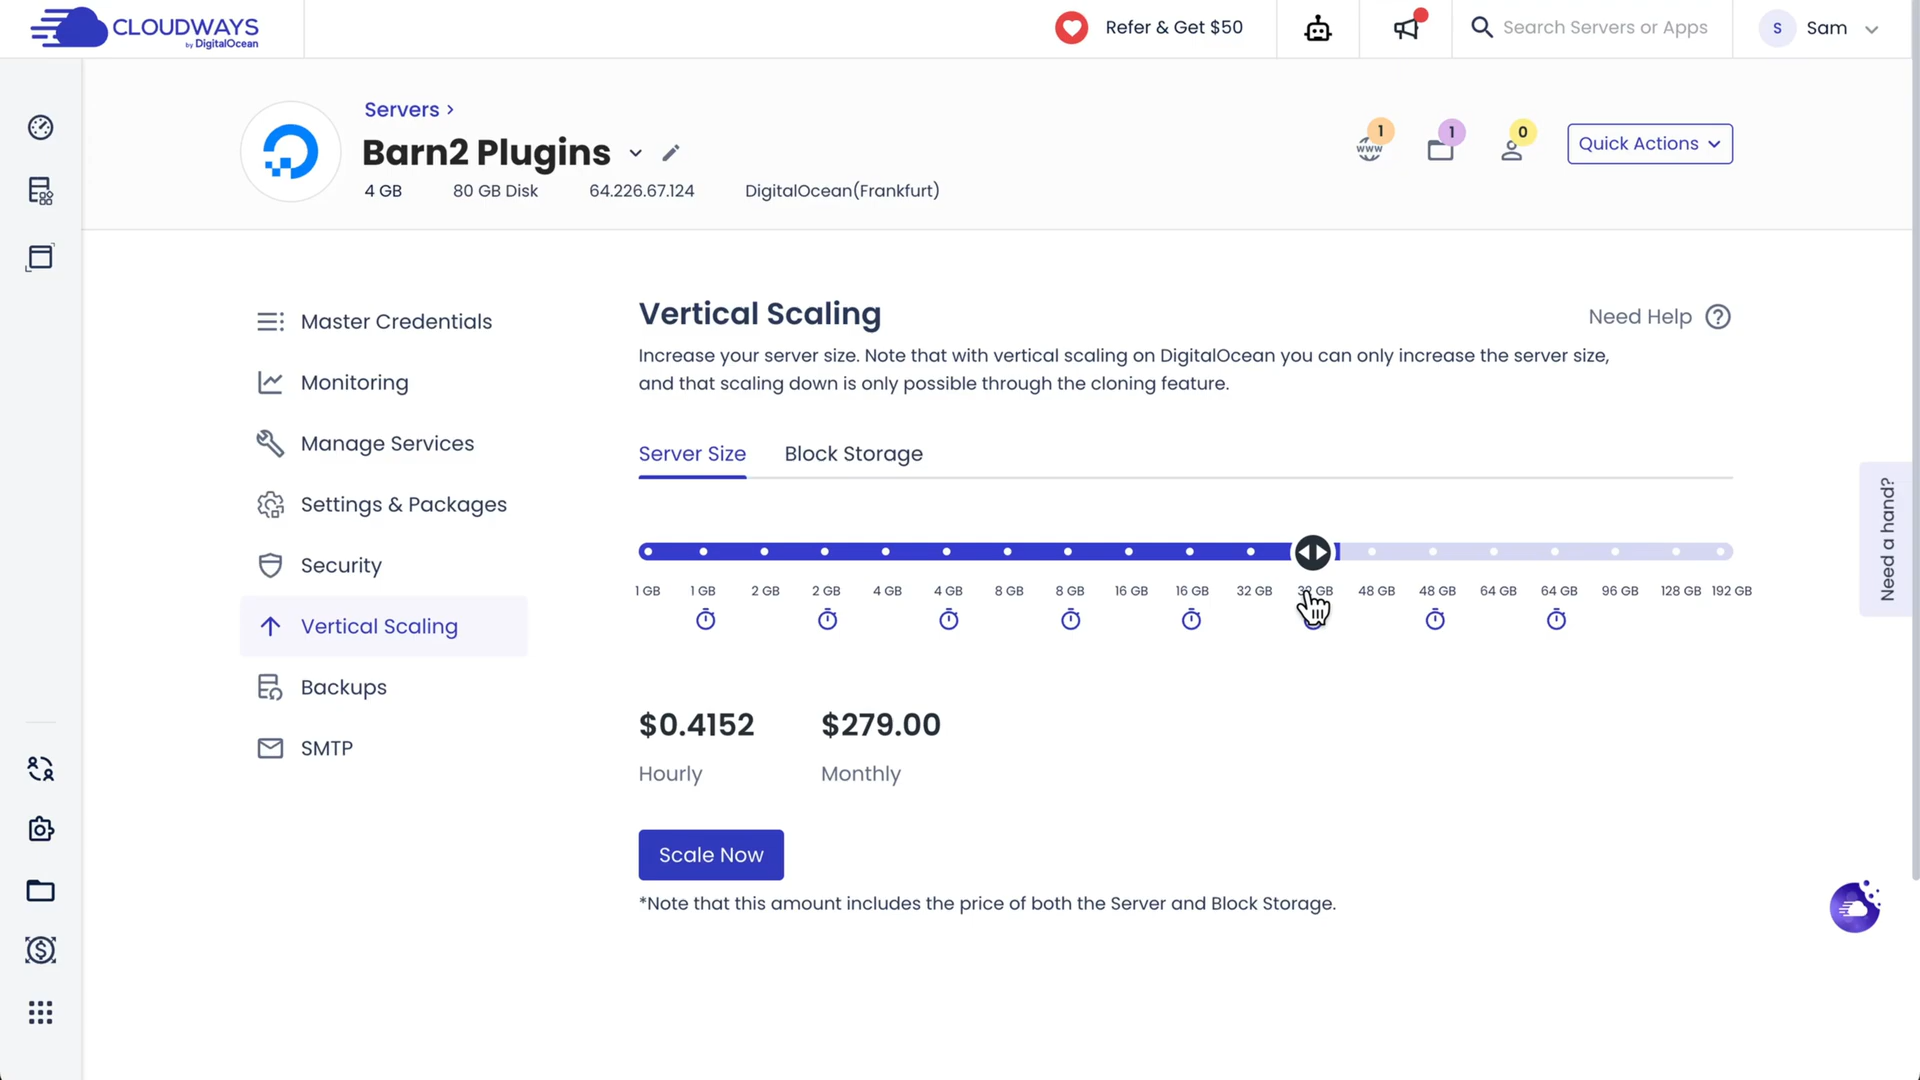 CLOUDWAYS
by DigitalOcean
Refer & Get $50
Search Servers or Apps
S
Sam
Servers ›
Barn2 Plugins
4 GB
80 GB Disk
64.226.67.124
DigitalOcean(Frankfurt)
www
1
1
0
Quick Actions
Master Credentials
Monitoring
Manage Services
Settings & Packages
Security
Vertical Scaling
Backups
SMTP
Vertical Scaling
Need Help
Increase your server size. Note that with vertical scaling on DigitalOcean you can only increase the server size,
and that scaling down is only possible through the cloning feature.
Server Size
Block Storage
1 GB 1 GB 2 GB 2 GB 4 GB 4 GB 8 GB 8 GB 16 GB 16 GB 32 GB 32 GB 48 GB 48 GB 64 GB 64 GB 96 GB 128 GB 192 GB
$0.4152
Hourly
$279.00
Monthly
Scale Now
*Note that this amount includes the price of both the Server and Block Storage.
Need a hand?